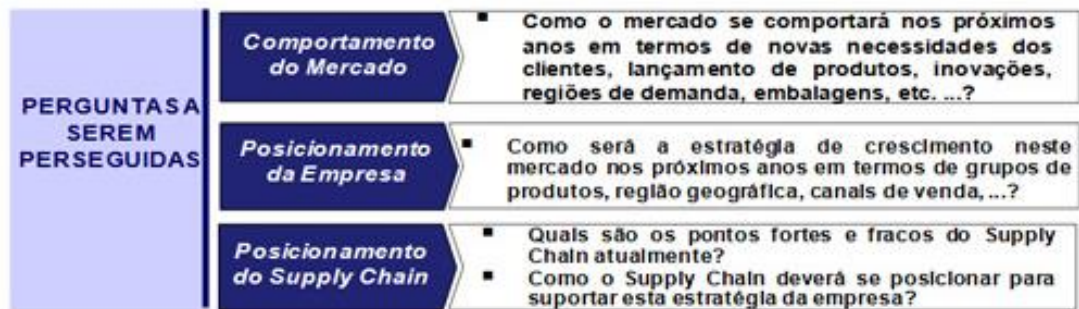 PERGUNTAS A
SEREM
PERSEGUIDAS
Comportamento
do Mercado
▪ Como o mercado se comportará nos próximos
anos em termos de novas necessidades dos
clientes, lançamento de produtos, inovações,
regiões de demanda, embalagens, etc. ...?
Posicionamento
da Empresa
▪ Como será a estratégia de crescimento neste
mercado nos próximos anos em termos de grupos de
produtos, região geográfica, canais de venda, ...?
Posicionamento
do Supply Chain
▪ Quais são os pontos fortes e fracos do Supply
Chain atualmente?
▪ Como o Supply Chain deverá se posicionar para
suportar esta estratégia da empresa?